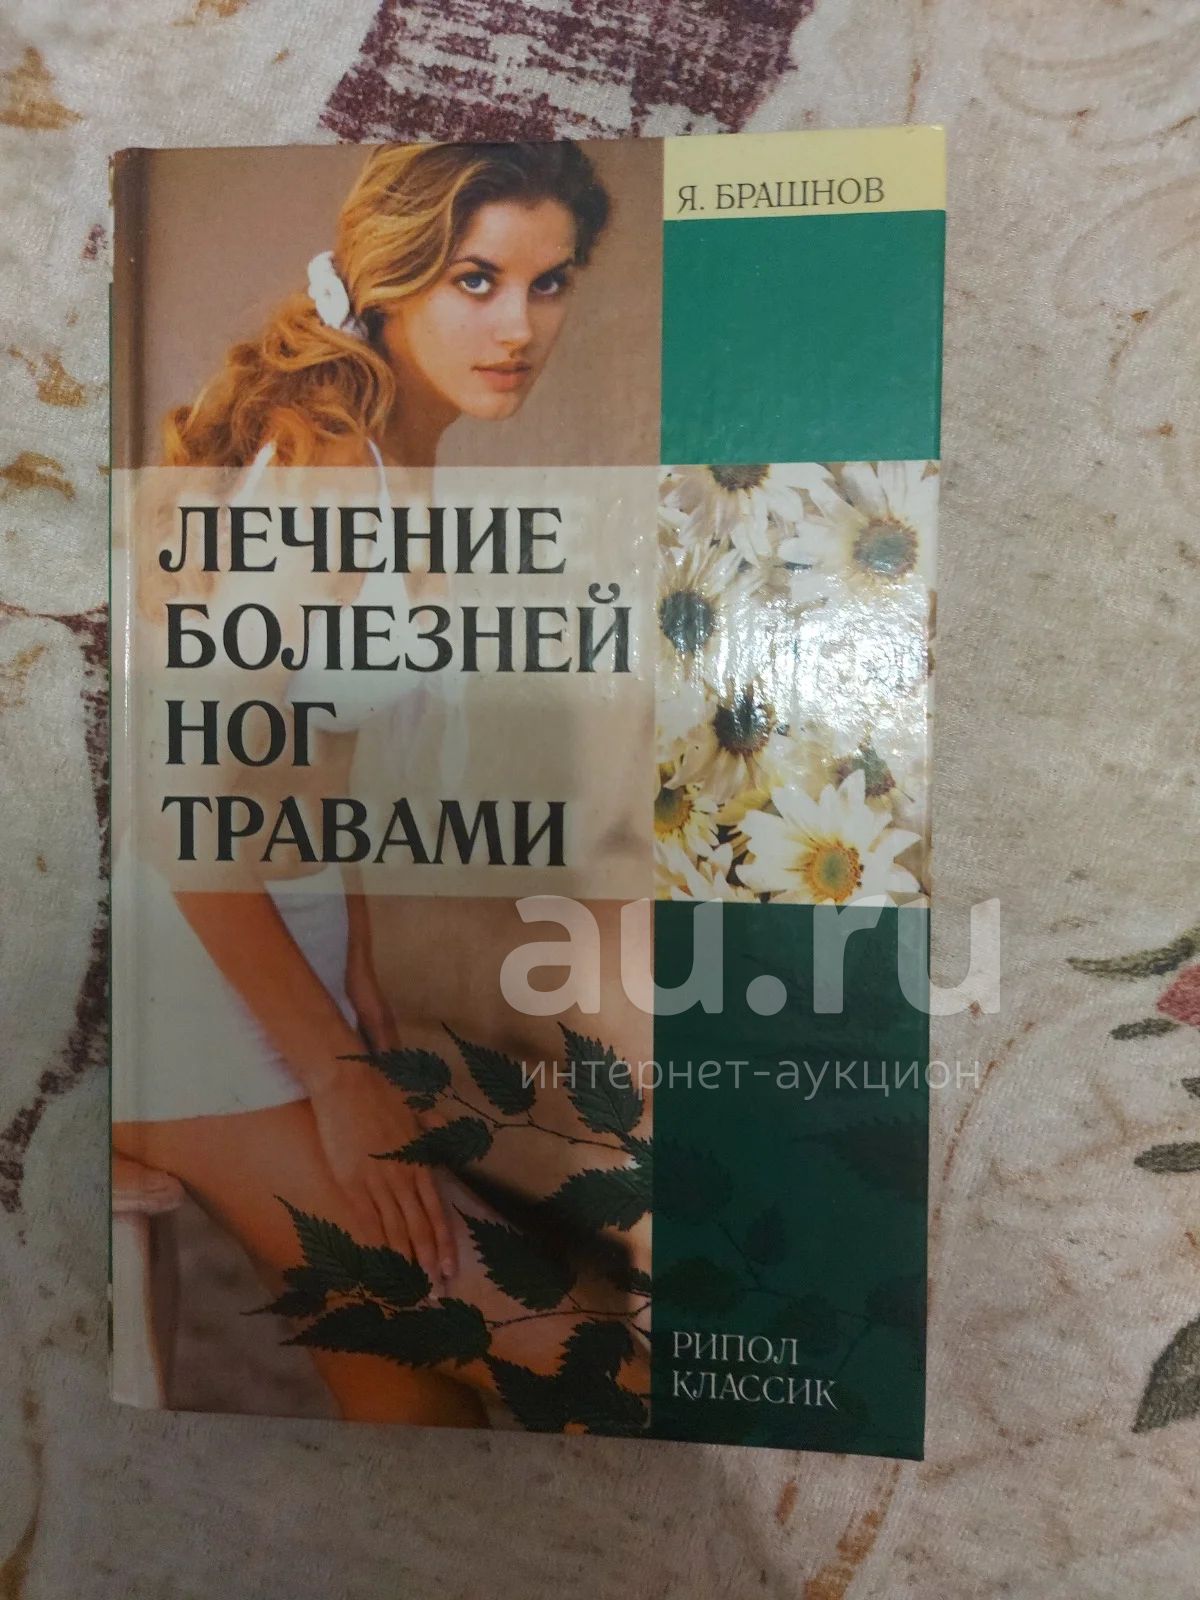 Я. БРАШНОВ
ЛЕЧЕНИЕ
БОЛЕЗНЕЙ
НОГ
ТРАВАМИ
au.ru
интернет-аукцион
РИПОЛ
КЛАССИК